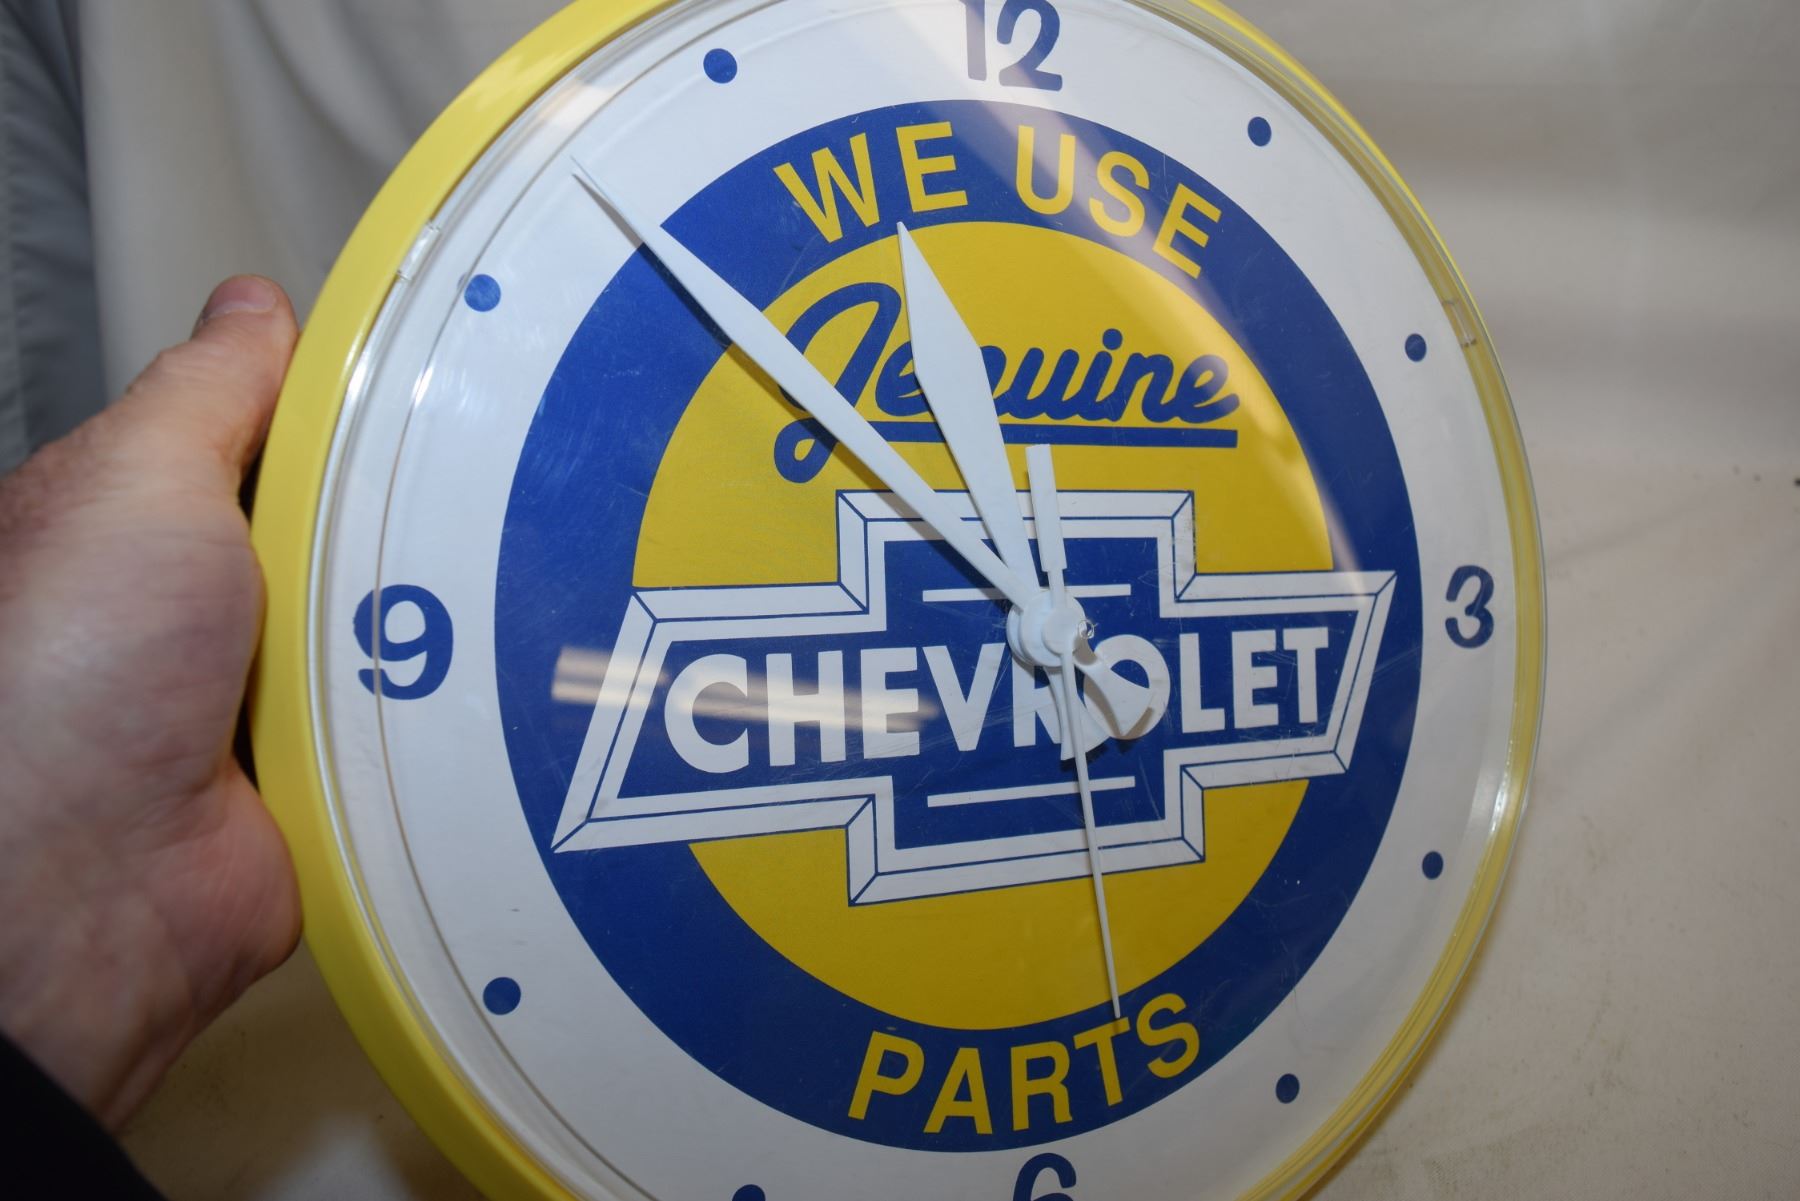 12
WE USE
Genuine
9
CHEVROLET
3
PARTS
6